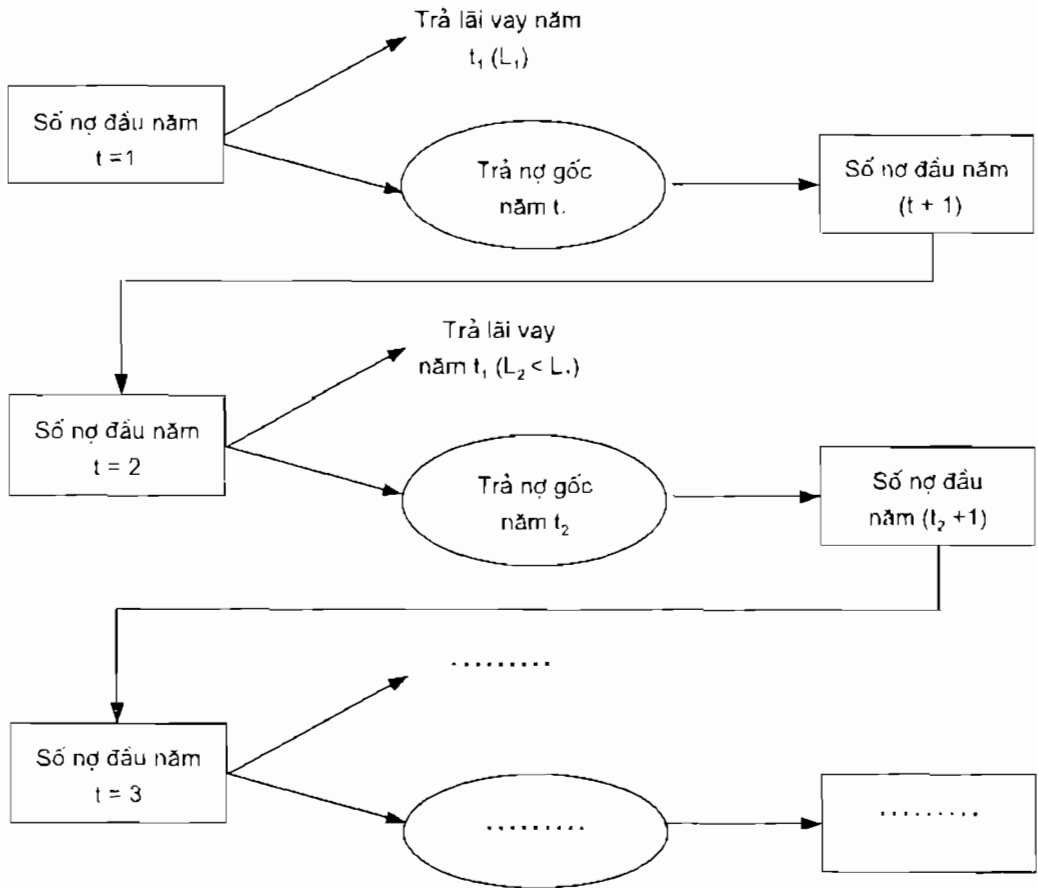 Trả lãi vay năm
t₁ (L₁)
Số nợ đầu năm
t =1
Trả nợ gốc
năm t.
Số nợ đầu năm
(t + 1)
Trả lãi vay
năm t₁ (L₂ < L.)
Số nợ đầu năm
t = 2
Trả nợ gốc
năm t₂
Số nợ đầu
năm (t₂ +1)
..........
Số nợ đầu năm
t = 3
..........
..........